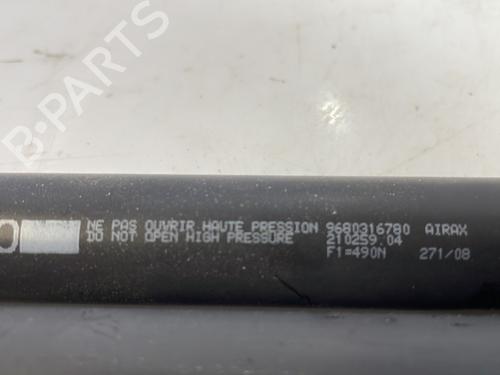 B-PARTS
NE PAS OUVRIR HAUTE PRESSION 9680316780 AIRAX
DO NOT OPEN HIGH PRESSURE 210259.04
F1=490N 271/08